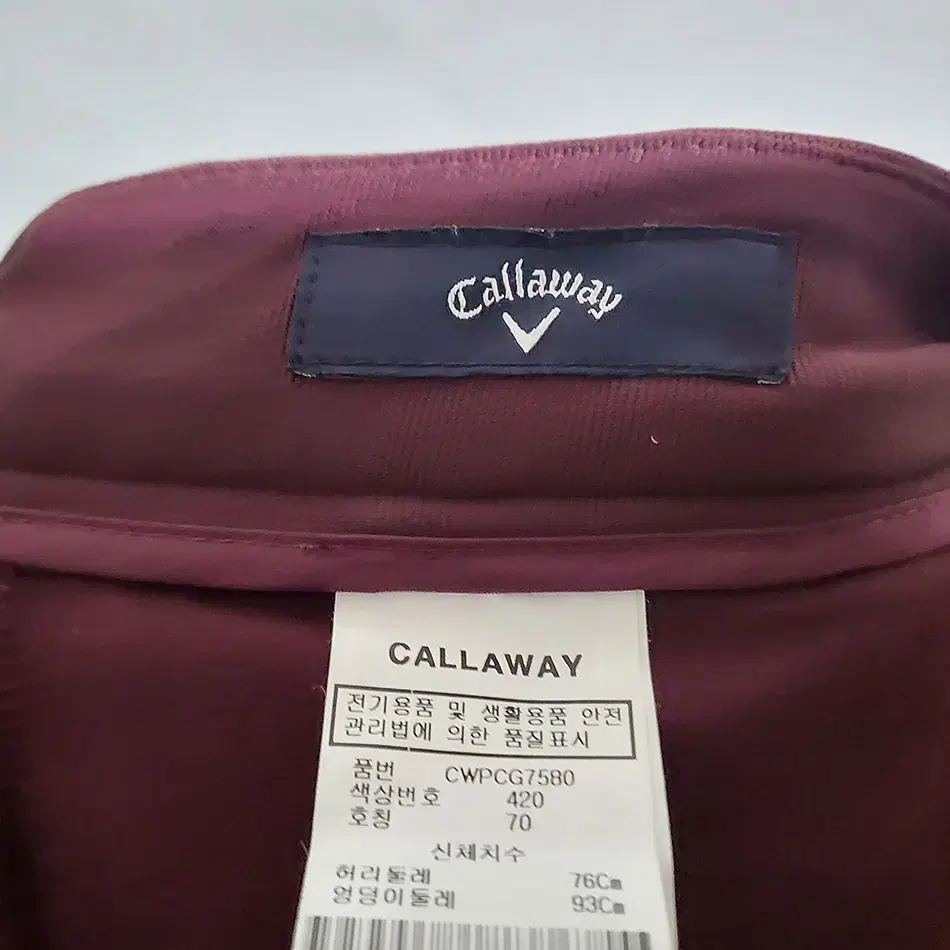 Callaway
CALLAWAY
전기용품 및 생활용품 안전
관리법에 의한 품질표시
품번 CWPCG7580
색상번호 420
호칭 70
신체치수
허리둘레 76Cm
엉덩이둘레 93Cm